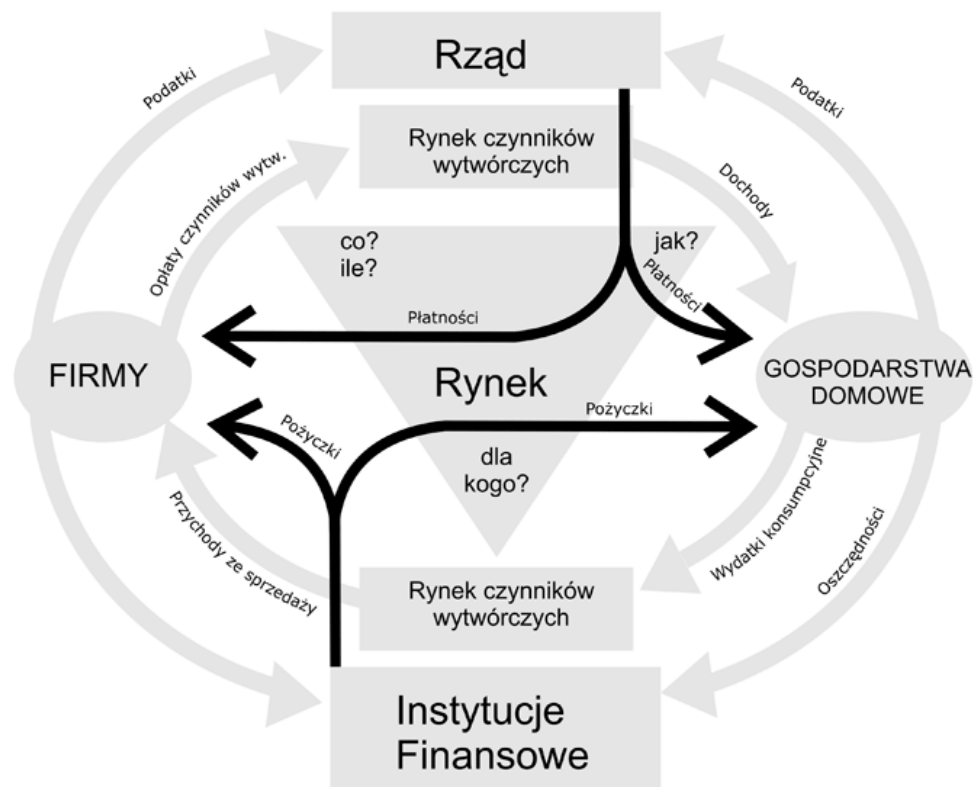 Rząd
Podatki
Podatki
Rynek czynników
wytwórczych
Opłaty czynników wytw.
Dochody
co?
ile?
jak?
Płatności
Płatności
FIRMY
Rynek
GOSPODARSTWA
DOMOWE
Pożyczki
Pożyczki
dla
kogo?
Przychody ze sprzedaży
Wydatki konsumpcyjne
Oszczędności
Rynek czynników
wytwórczych
Instytucje
Finansowe